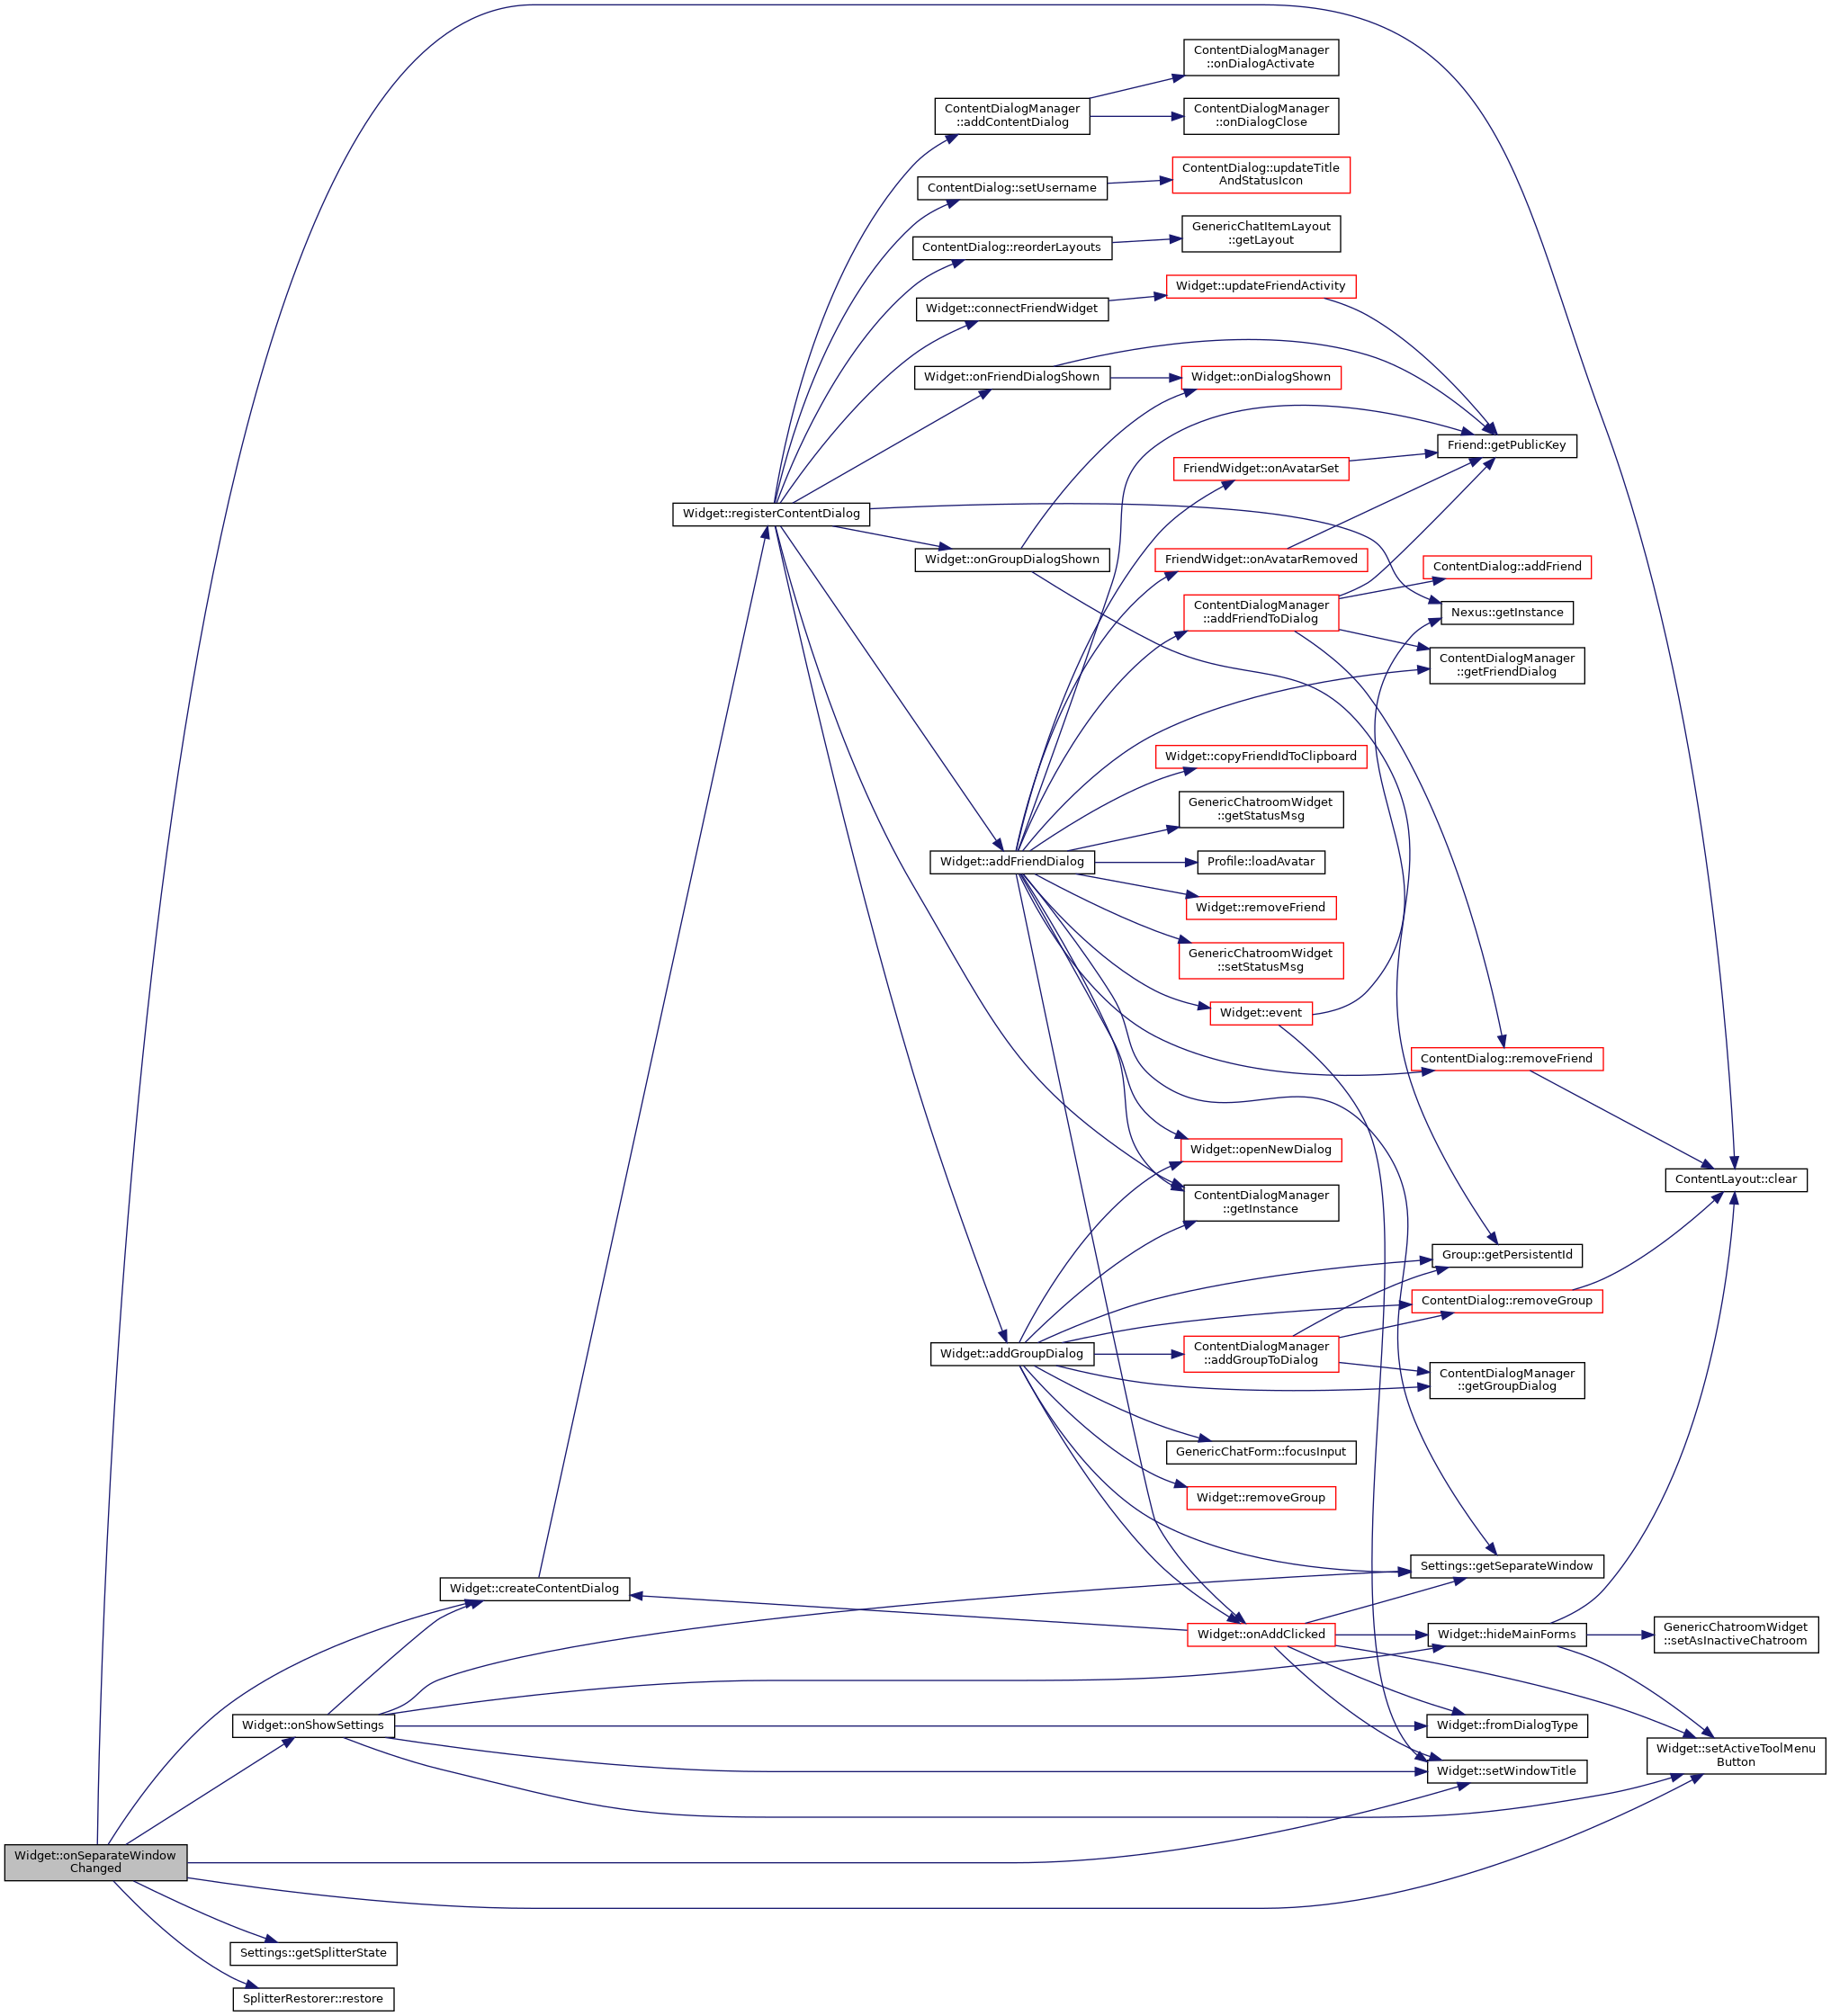 ContentDialogManager
::onDialogActivate
ContentDialogManager
::addContentDialog
ContentDialogManager
::onDialogClose
ContentDialog::updateTitle
AndStatusIcon
ContentDialog::setUsername
GenericChatItemLayout
::getLayout
ContentDialog::reorderLayouts
Widget::updateFriendActivity
Widget::connectFriendWidget
Widget::onFriendDialogShown
Widget::onDialogShown
Friend::getPublicKey
FriendWidget::onAvatarSet
Widget::registerContentDialog
Widget::onGroupDialogShown
FriendWidget::onAvatarRemoved
ContentDialog::addFriend
ContentDialogManager
::addFriendToDialog
Nexus::getInstance
ContentDialogManager
::getFriendDialog
Widget::copyFriendIdToClipboard
GenericChatroomWidget
::getStatusMsg
Widget::addFriendDialog
Profile::loadAvatar
Widget::removeFriend
GenericChatroomWidget
::setStatusMsg
Widget::event
ContentDialog::removeFriend
Widget::openNewDialog
ContentLayout::clear
ContentDialogManager
::getInstance
Group::getPersistentId
ContentDialog::removeGroup
Widget::addGroupDialog
ContentDialogManager
::addGroupToDialog
ContentDialogManager
::getGroupDialog
GenericChatForm::focusInput
Widget::removeGroup
Settings::getSeparateWindow
Widget::createContentDialog
Widget::onAddClicked
Widget::hideMainForms
GenericChatroomWidget
::setAsInactiveChatroom
Widget::onShowSettings
Widget::fromDialogType
Widget::setActiveToolMenu
Button
Widget::setWindowTitle
Widget::onSeparateWindow
Changed
Settings::getSplitterState
SplitterRestorer::restore